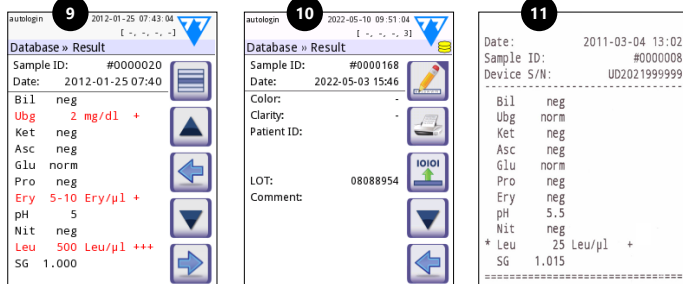 9
autologin 2012-01-25 07:43:04
[ -, -, -, -]
Database » Result
Sample ID: #0000020
Date: 2012-01-25 07:40
Bil neg
Ubg 2 mg/dl +
Ket neg
Asc neg
Glu norm
Pro neg
Ery 5-10 Ery/µl +
pH 5
Nit neg
Leu 500 Leu/µl +++
SG 1.000
10
autologin 2022-05-10 09:51:04
[ -, -, -, 3]
Database » Result
Sample ID: #0000168
Date: 2022-05-03 15:46
Color: -
Clarity: -
Patient ID:
IOIOI
LOT: 08088954
Comment:
11
Date: 2011-03-04 13:02
Sample ID: #0000008
Device S/N: UD2021999999
Bil neg
Ubg norm
Ket neg
Asc neg
Glu norm
Pro neg
Ery neg
pH 5.5
Nit neg
* Leu 25 Leu/µl +
SG 1.015